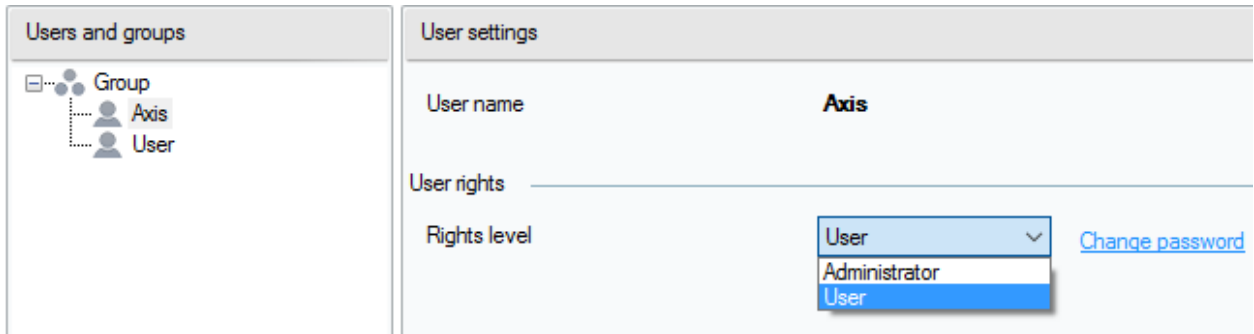 Users and groups
Group
Axis
User
User settings
User name Axis
User rights
Rights level User Change password
Administrator
User